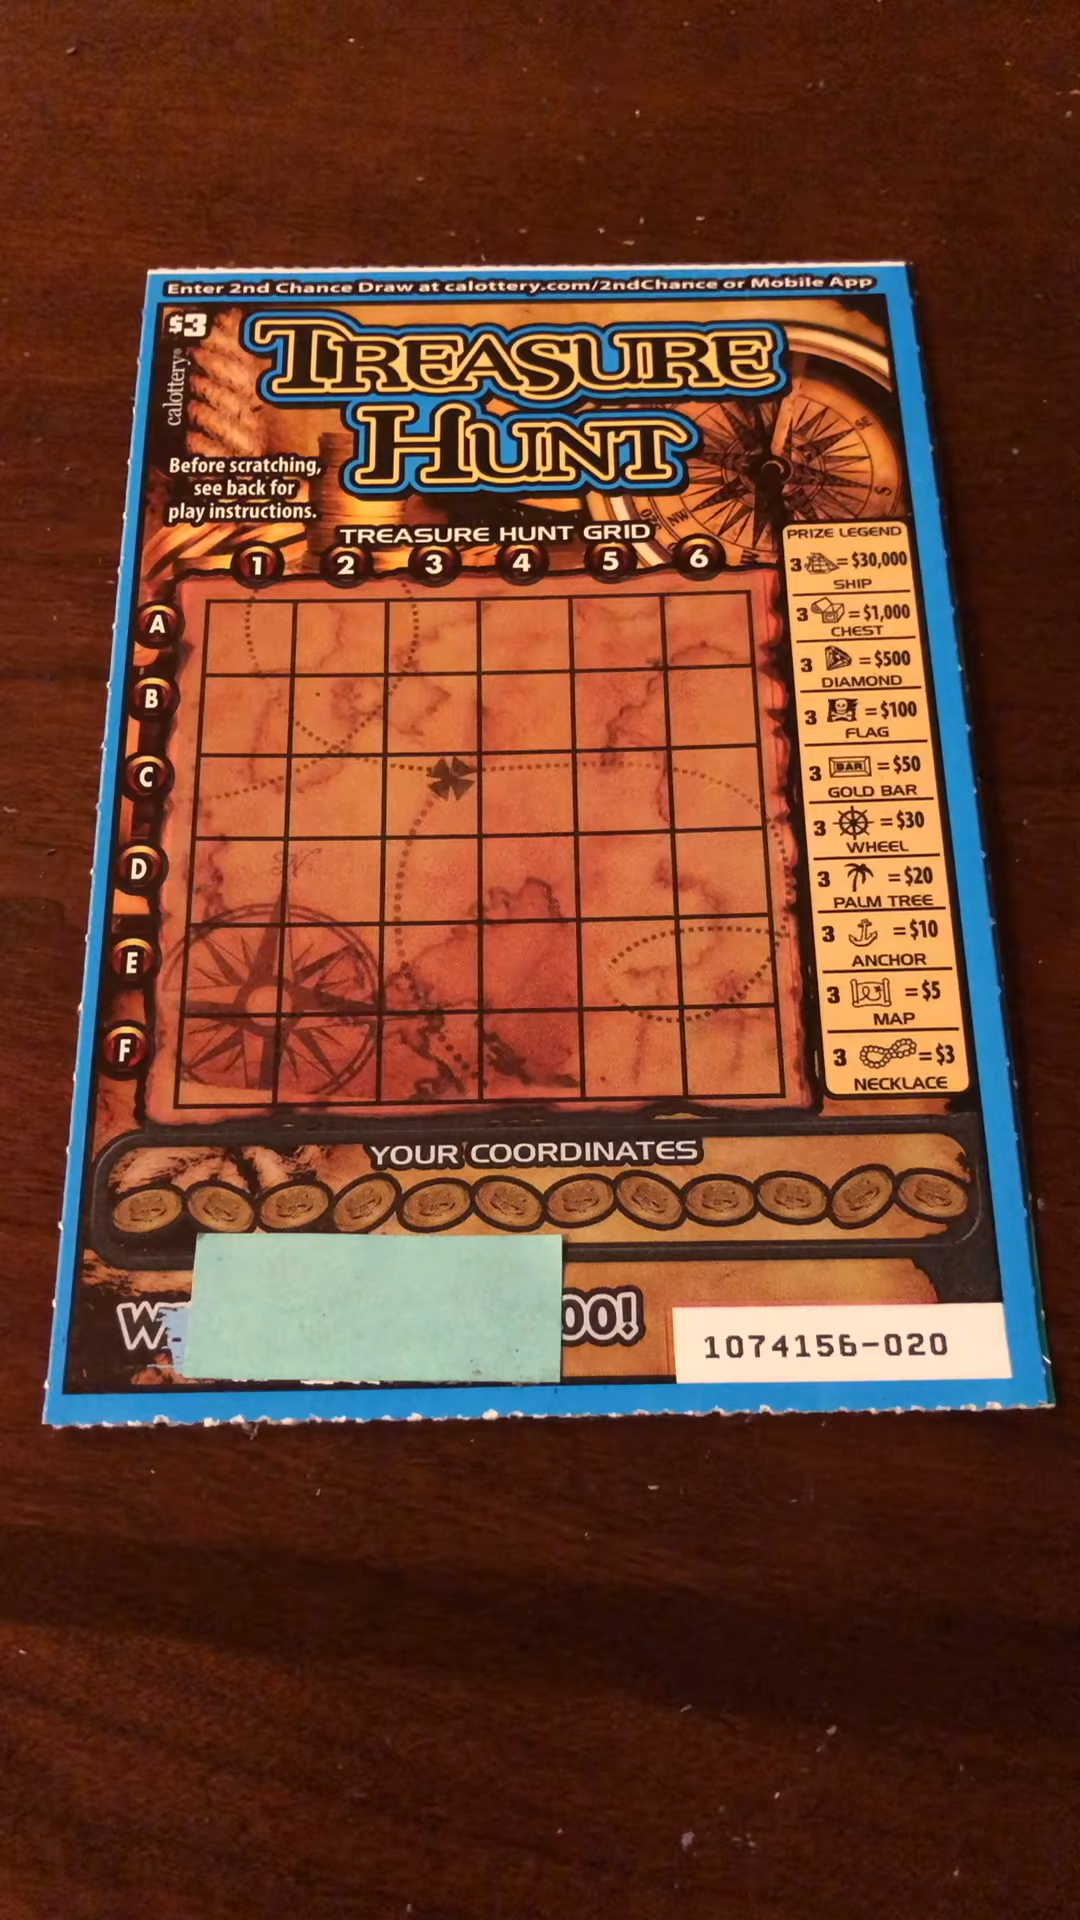 Enter 2nd Chance Draw at calottery.com/2ndChance or Mobile App
$3
calottery®
TREASURE
HUNT
Before scratching,
see back for
play instructions.
TREASURE HUNT GRID
1 2 3 4 5 6
A
B
C
D
E
F
SE
S
NW
N
PRIZE LEGEND
3 = $30,000
SHIP
3 = $1,000
CHEST
3 = $500
DIAMOND
3 = $100
FLAG
3 BAR = $50
GOLD BAR
3 = $30
WHEEL
3 = $20
PALM TREE
3 = $10
ANCHOR
3 = $5
MAP
3 = $3
NECKLACE
YOUR COORDINATES
W
00!
1074156-020